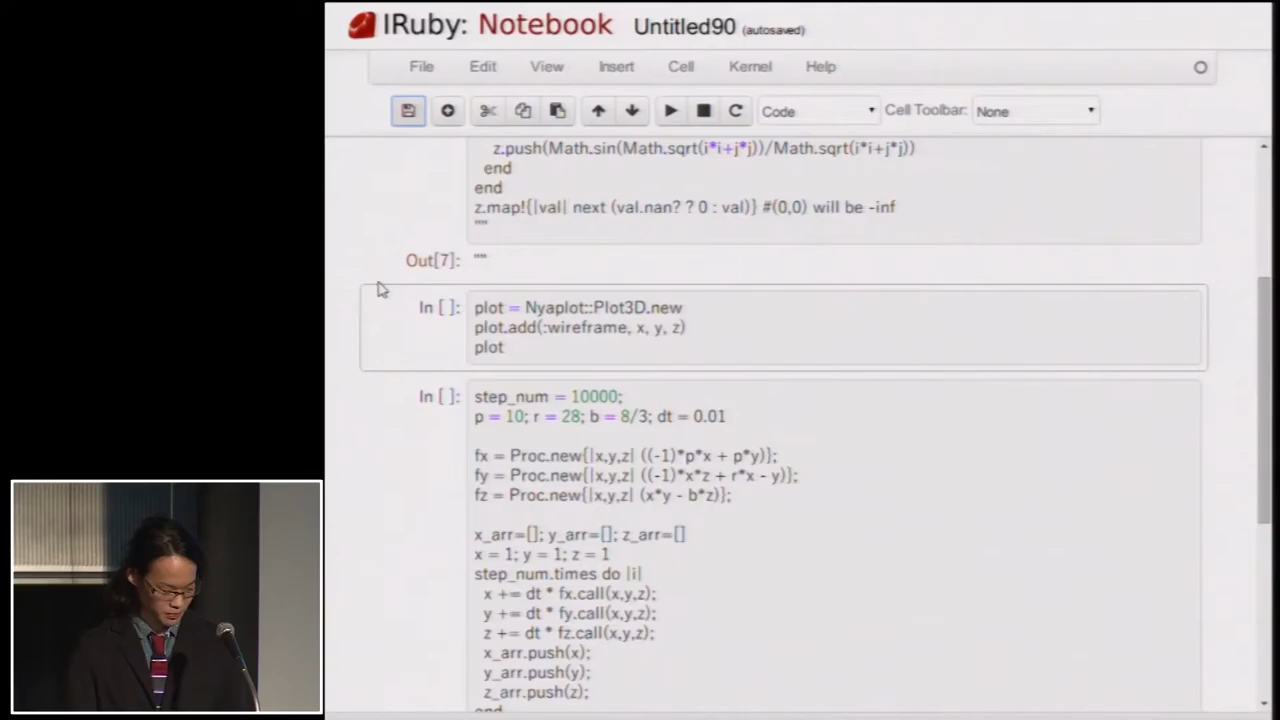 IRuby: Notebook Untitled90 (autosaved)
File Edit View Insert Cell Kernel Help
Code Cell Toolbar: None
z.push(Math.sin(Math.sqrt(i*i+j*j))/Math.sqrt(i*i+j*j))
end
end
z.map!{|val| next (val.nan? ? 0 : val)} #(0,0) will be -inf
"""
Out[7]: ""
In [ ]: plot = Nyaplot::Plot3D.new
plot.add(:wireframe, x, y, z)
plot
In [ ]: step_num = 10000;
p = 10; r = 28; b = 8/3; dt = 0.01
fx = Proc.new{|x,y,z| ((-1)*p*x + p*y)};
fy = Proc.new{|x,y,z| ((-1)*x*z + r*x - y)};
fz = Proc.new{|x,y,z| (x*y - b*z)};
x_arr=[]; y_arr=[]; z_arr=[]
x = 1; y = 1; z = 1
step_num.times do |i|
x += dt * fx.call(x,y,z);
y += dt * fy.call(x,y,z);
z += dt * fz.call(x,y,z);
x_arr.push(x);
y_arr.push(y);
z_arr.push(z);
end